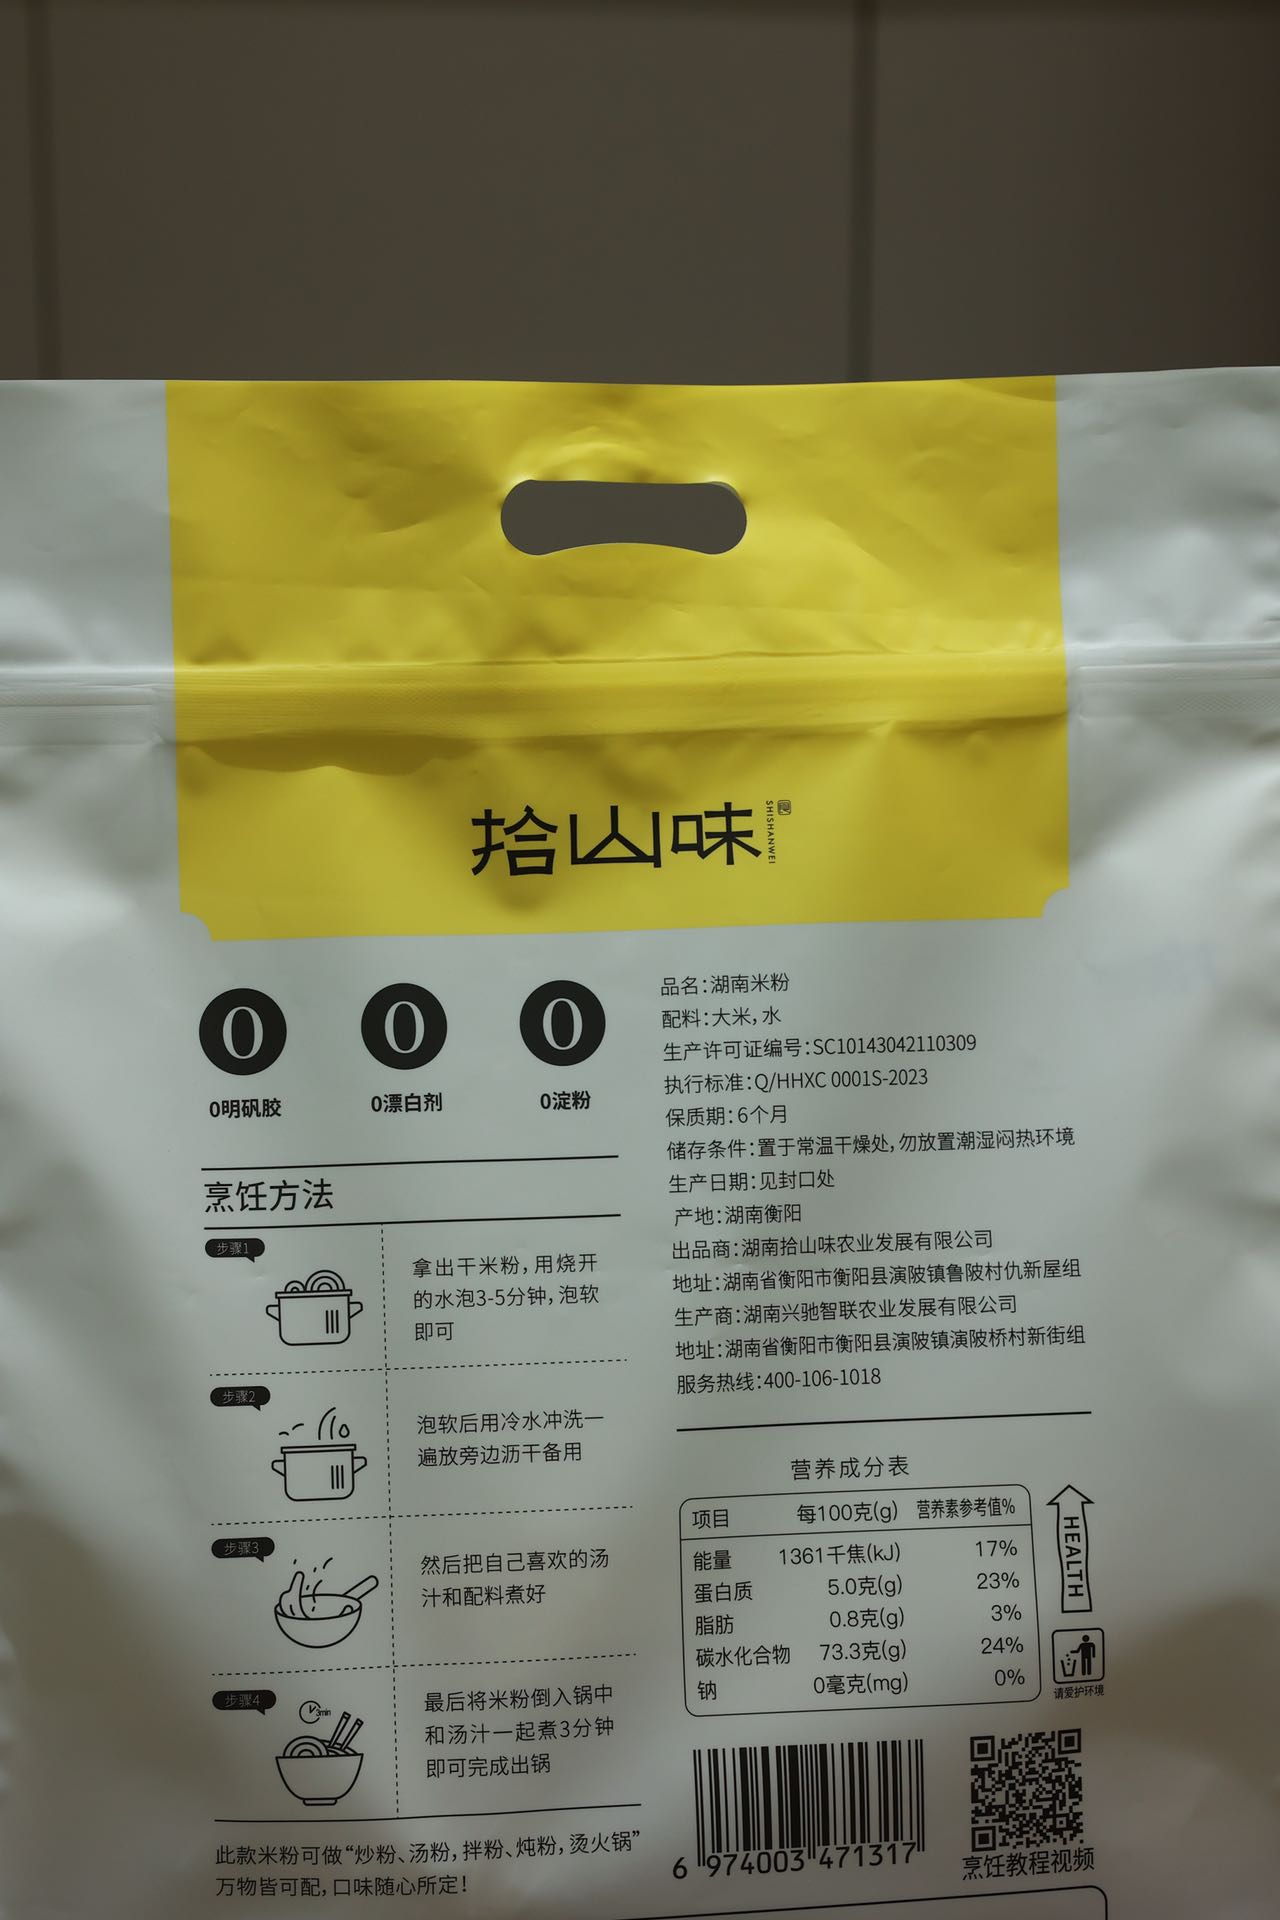 拾山味
SHISHANWEI
0 0 0
0明矾胶 0漂白剂 0淀粉
烹饪方法
步骤1
拿出干米粉，用烧开
的水泡3-5分钟，泡软
即可
步骤2
泡软后用冷水冲洗一
遍放旁边沥干备用
步骤3
然后把自己喜欢的汤
汁和配料煮好
步骤4
3min
最后将米粉倒入锅中
和汤汁一起煮3分钟
即可完成出锅
此款米粉可做“炒粉、汤粉，拌粉、炖粉，烫火锅”
万物皆可配，口味随心所定！
品名：湖南米粉
配料：大米，水
生产许可证编号：SC10143042110309
执行标准：Q/HHXC 0001S-2023
保质期：6个月
储存条件：置于常温干燥处，勿放置潮湿闷热环境
生产日期：见封口处
产地：湖南衡阳
出品商：湖南拾山味农业发展有限公司
地址：湖南省衡阳市衡阳县演陂镇鲁陂村仇新屋组
生产商：湖南兴驰智联农业发展有限公司
地址：湖南省衡阳市衡阳县演陂镇演陂桥村新街组
服务热线：400-106-1018
营养成分表
项目 每100克(g) 营养素参考值%
能量 1361千焦(kJ) 17%
蛋白质 5.0克(g) 23%
脂肪 0.8克(g) 3%
碳水化合物 73.3克(g) 24%
钠 0毫克(mg) 0%
HEALTH
请爱护环境
6 974003 471317
烹饪教程视频